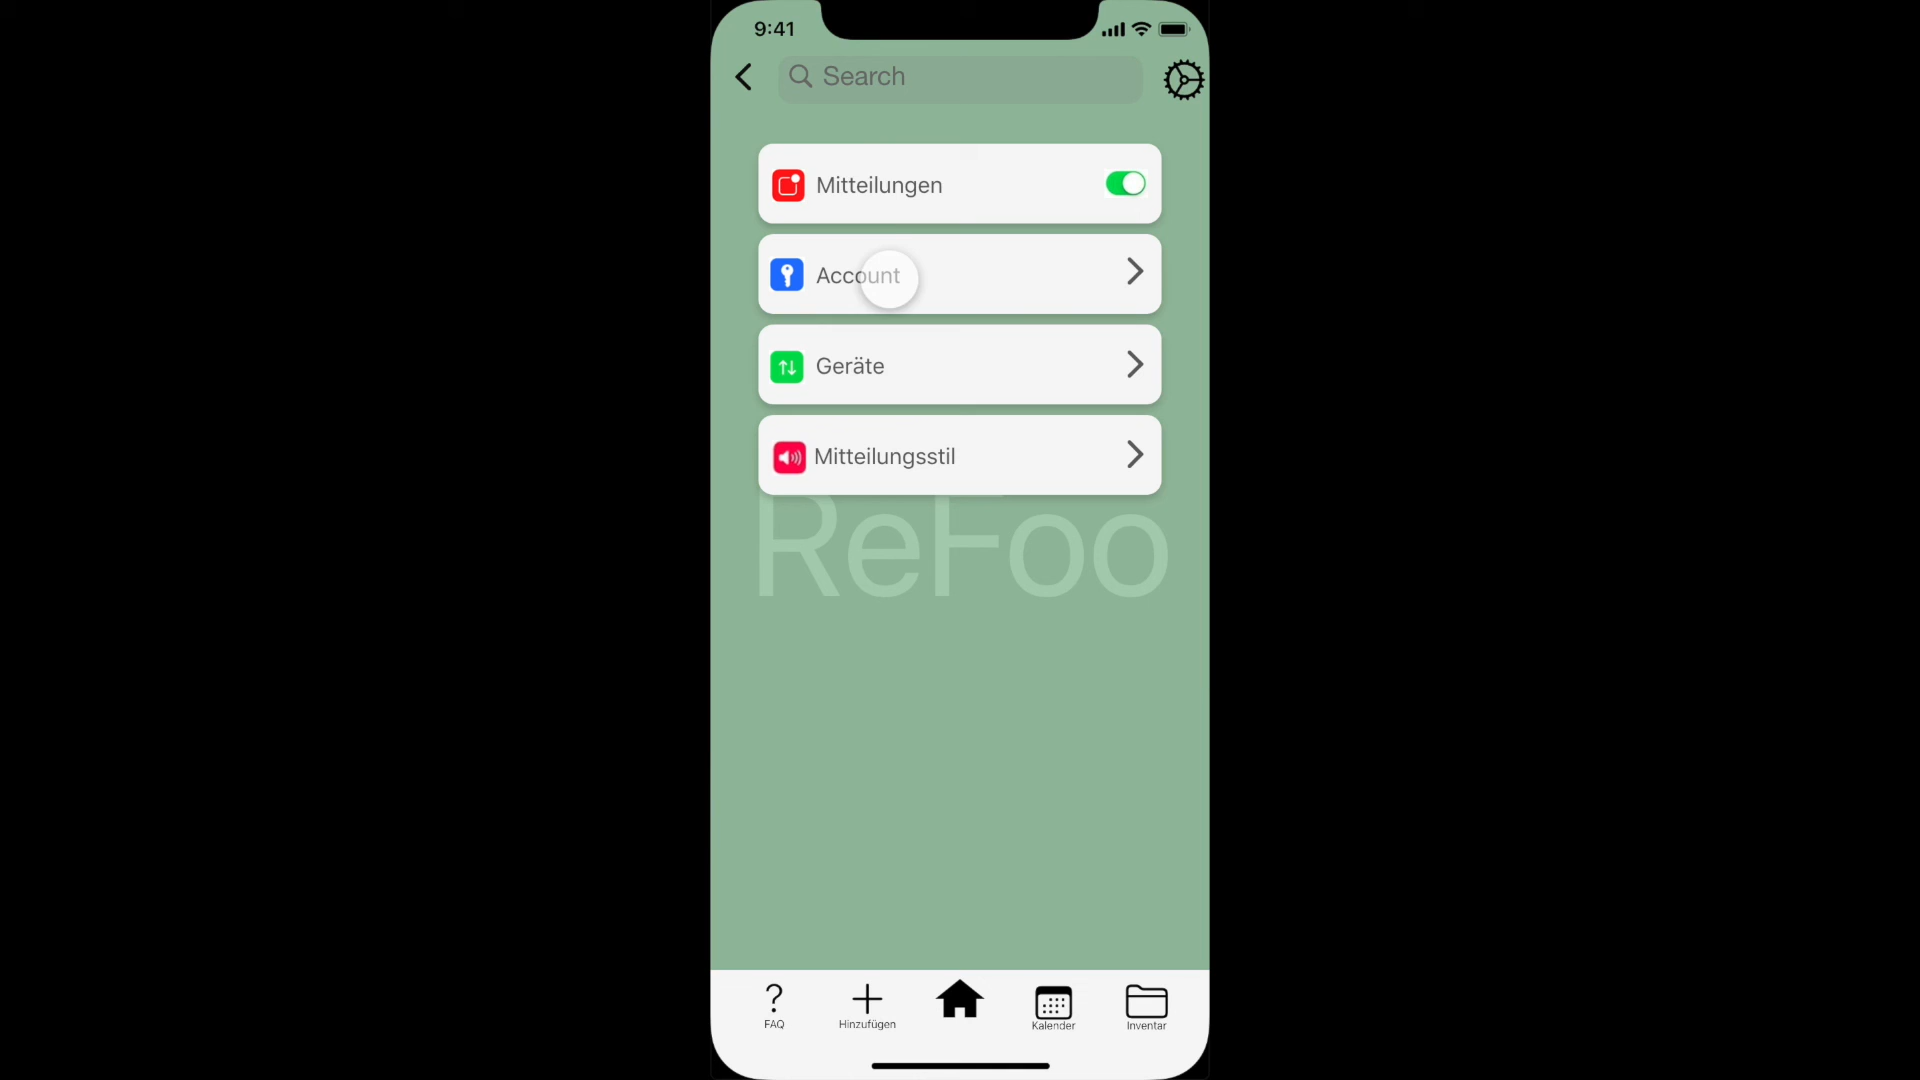 9:41
Search
Mitteilungen
Account
Geräte
Mitteilungsstil
ReFoo
FAQ
Hinzufügen
Kalender
Inventar